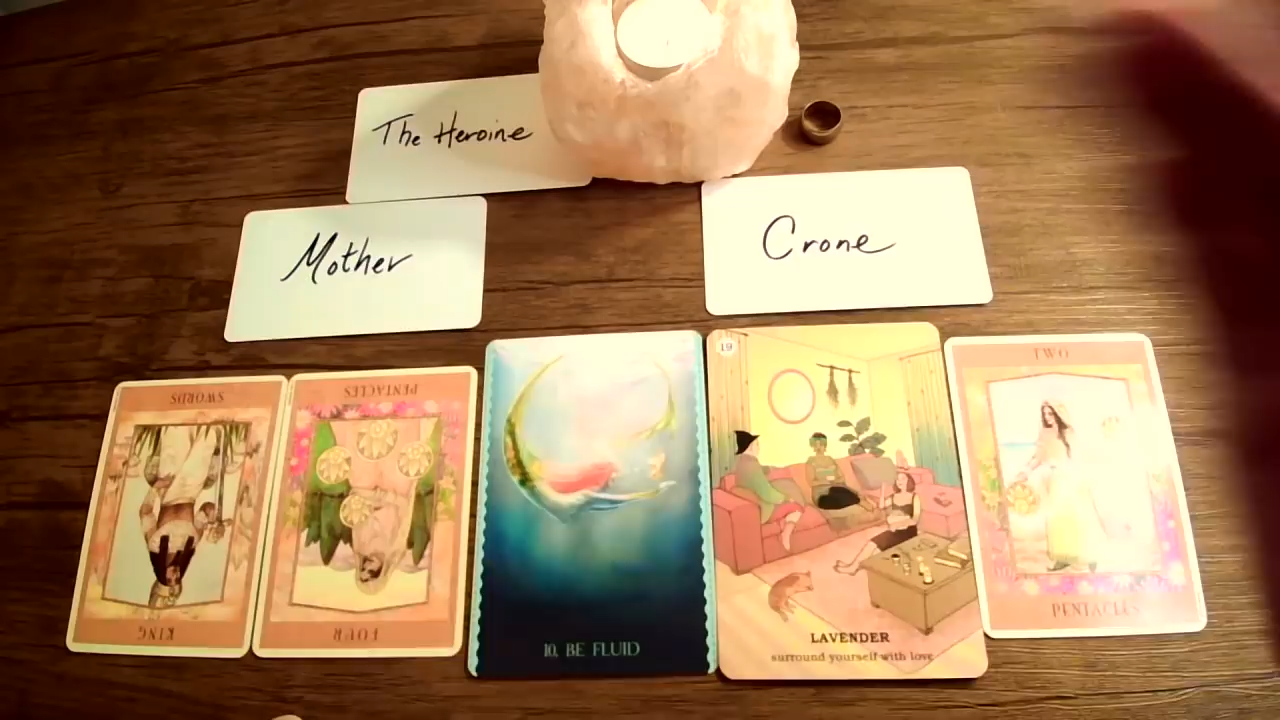 The Heroine
Mother
Crone
SWORDS
KING
PENTACLES
FOUR
10. BE FLUID
19
LAVENDER
surround yourself with love
TWO
PENTACLES